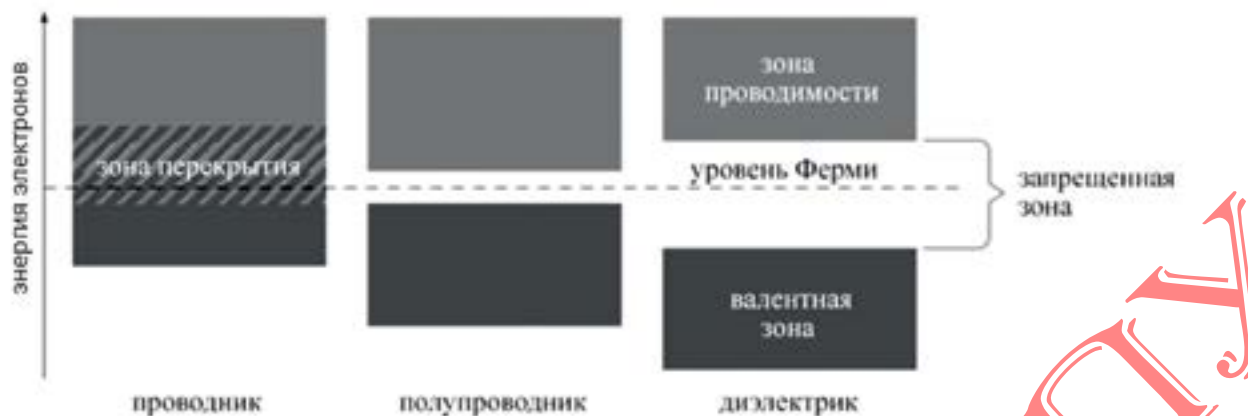 энергия электронов
зона перекрытия
зона
проводимости
уровень Ферми
запрещенная
зона
валентная
зона
проводник
полупроводник
диэлектрик